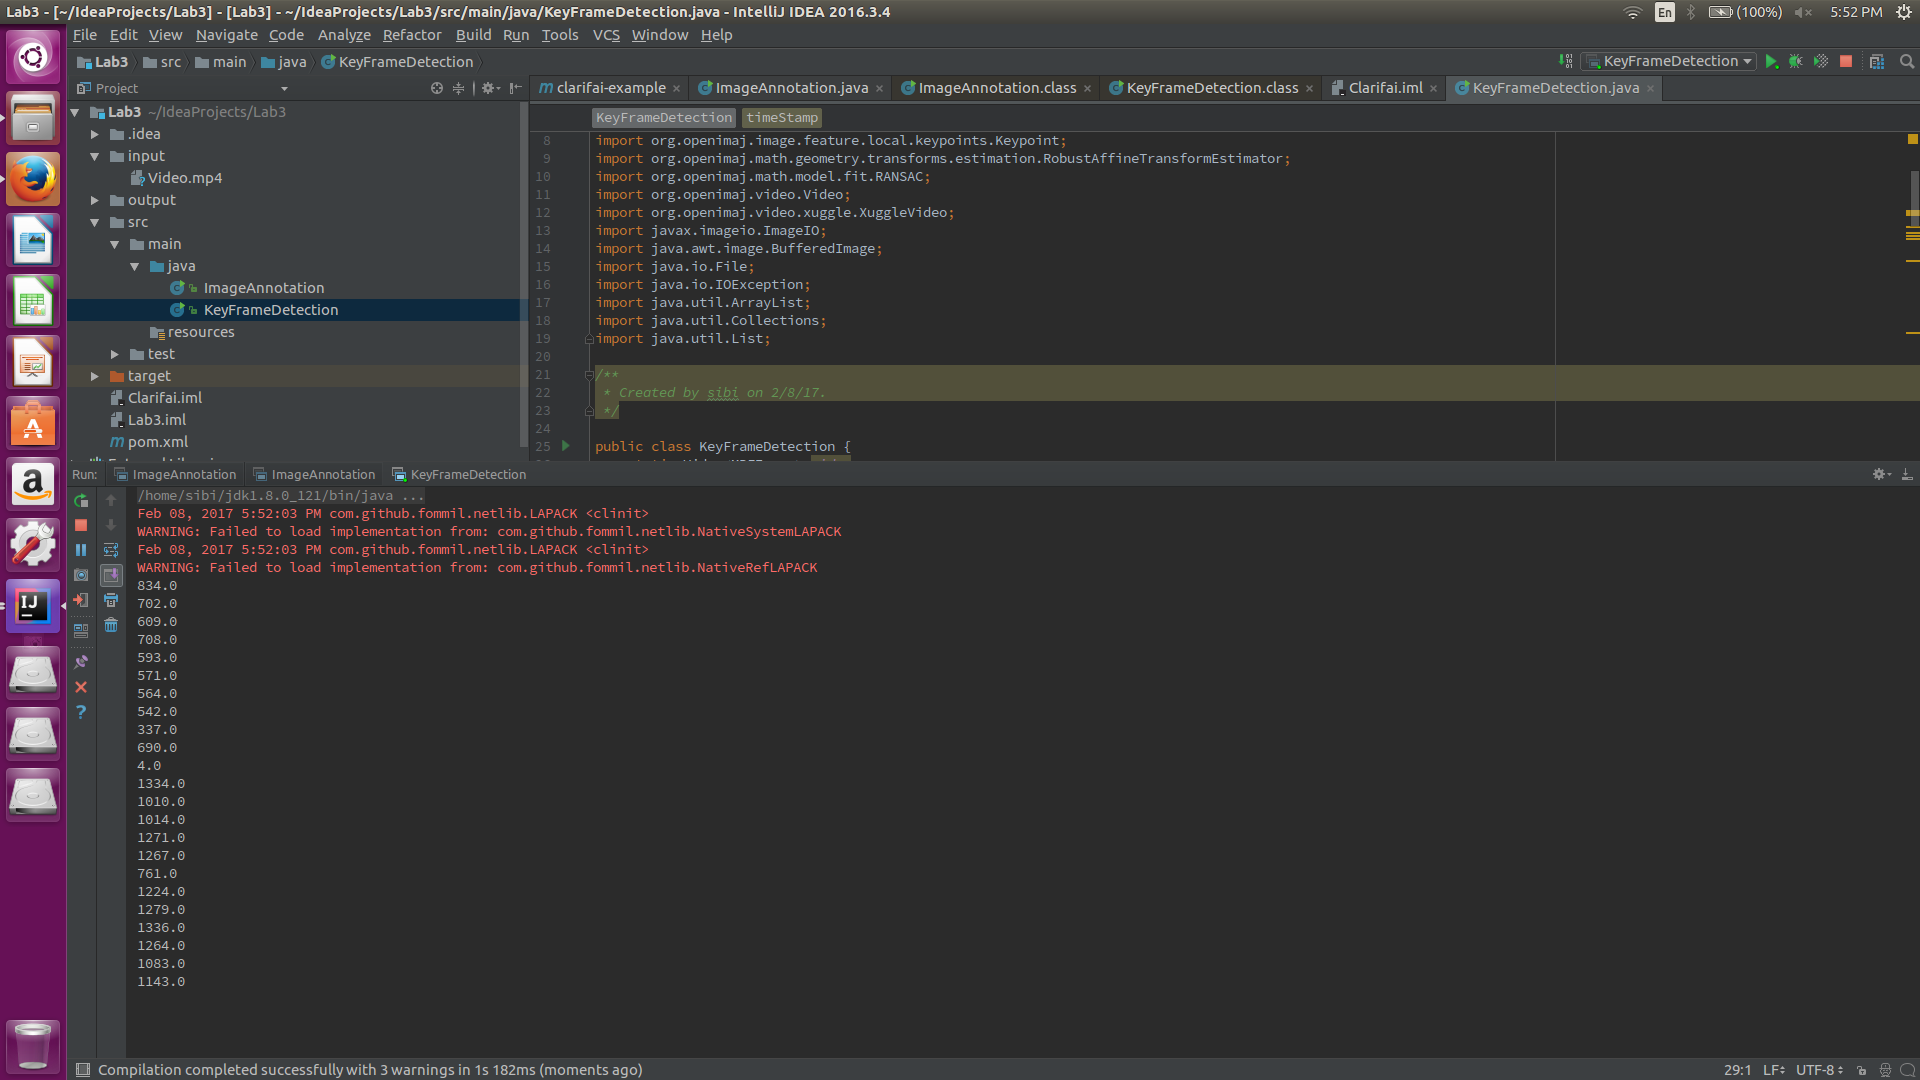 Lab3 - [~/IdeaProjects/Lab3] - [Lab3] - ~/IdeaProjects/Lab3/src/main/java/KeyFrameDetection.java - IntelliJ IDEA 2016.3.4
En (100%) 5:52 PM
File Edit View Navigate Code Analyze Refactor Build Run Tools VCS Window Help
Lab3 src main java KeyFrameDetection KeyFrameDetection
Project
clarifai-example ImageAnnotation.java ImageAnnotation.class KeyFrameDetection.class Clarifai.iml KeyFrameDetection.java
Lab3 ~/IdeaProjects/Lab3
.idea
input
Video.mp4
output
src
main
java
ImageAnnotation
KeyFrameDetection
resources
test
target
Clarifai.iml
Lab3.iml
pom.xml
KeyFrameDetection timeStamp
8 import org.openimaj.image.feature.local.keypoints.Keypoint;
9 import org.openimaj.math.geometry.transforms.estimation.RobustAffineTransformEstimator;
10 import org.openimaj.math.model.fit.RANSAC;
11 import org.openimaj.video.Video;
12 import org.openimaj.video.xuggle.XuggleVideo;
13 import javax.imageio.ImageIO;
14 import java.awt.image.BufferedImage;
15 import java.io.File;
16 import java.io.IOException;
17 import java.util.ArrayList;
18 import java.util.Collections;
19 import java.util.List;
20
21 /**
22 * Created by sibi on 2/8/17.
23 */
24
25 public class KeyFrameDetection {
Run: ImageAnnotation ImageAnnotation KeyFrameDetection
/home/sibi/jdk1.8.0_121/bin/java ...
Feb 08, 2017 5:52:03 PM com.github.fommil.netlib.LAPACK <clinit>
WARNING: Failed to load implementation from: com.github.fommil.netlib.NativeSystemLAPACK
Feb 08, 2017 5:52:03 PM com.github.fommil.netlib.LAPACK <clinit>
WARNING: Failed to load implementation from: com.github.fommil.netlib.NativeRefLAPACK
834.0
702.0
609.0
708.0
593.0
571.0
564.0
542.0
337.0
690.0
4.0
1334.0
1010.0
1014.0
1271.0
1267.0
761.0
1224.0
1279.0
1336.0
1264.0
1083.0
1143.0
Compilation completed successfully with 3 warnings in 1s 182ms (moments ago)
29:1 LF UTF-8